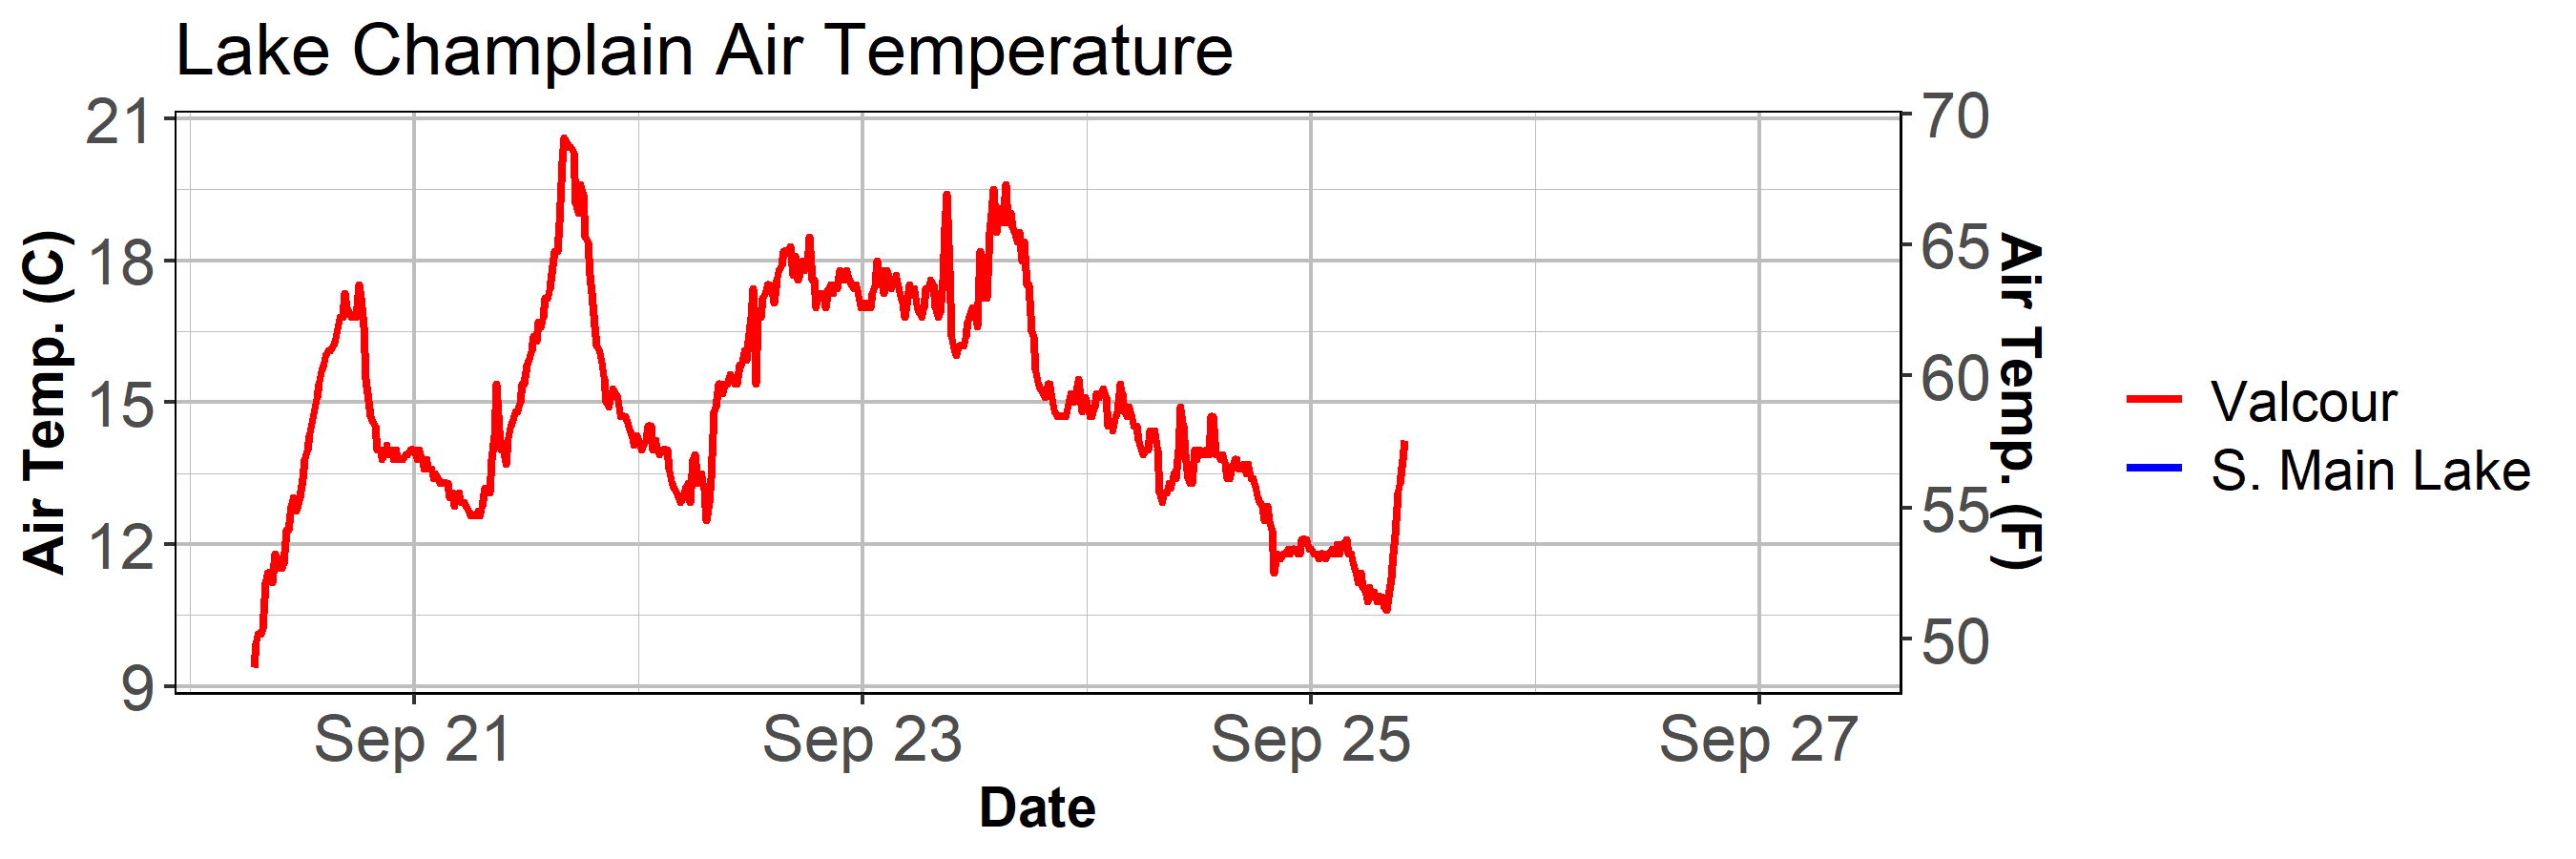 Lake Champlain Air Temperature
21
18
15
12
9
Air Temp. (C)
70
65
60
55
50
Air Temp. (F)
Sep 21
Sep 23
Sep 25
Sep 27
Date
Valcour
S. Main Lake